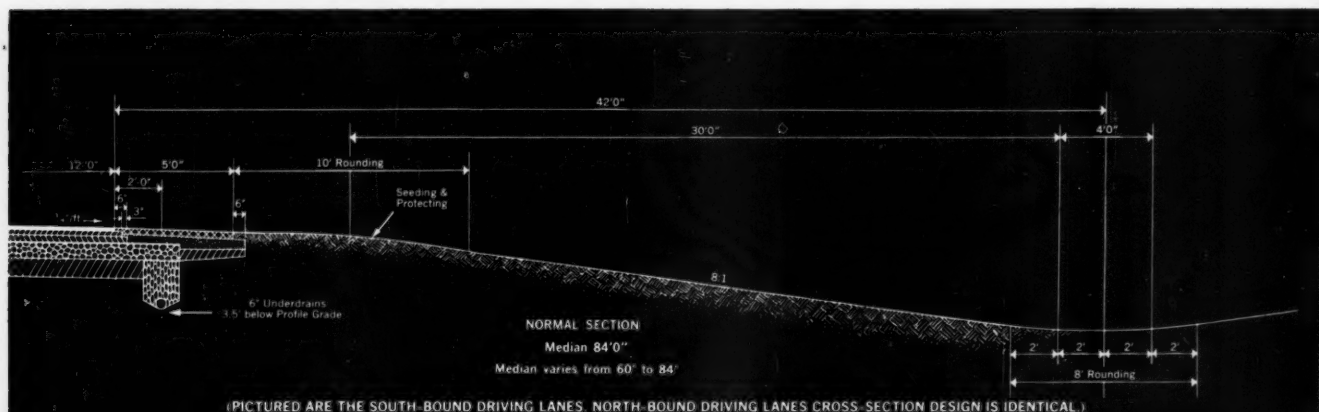 42'0"
30'0" 4'0"
12'0" 5'0" 10' Rounding
2'-0" Seeding &
Protecting
6" 6"
3"
8:1
6" Underdrains
3.5' below Profile Grade
NORMAL SECTION
Median 84'0"
Median varies from 60' to 84'
2' 2' 2' 2'
8' Rounding
(PICTURED ARE THE SOUTH-BOUND DRIVING LANES. NORTH-BOUND DRIVING LANES CROSS-SECTION DESIGN IS IDENTICAL.)